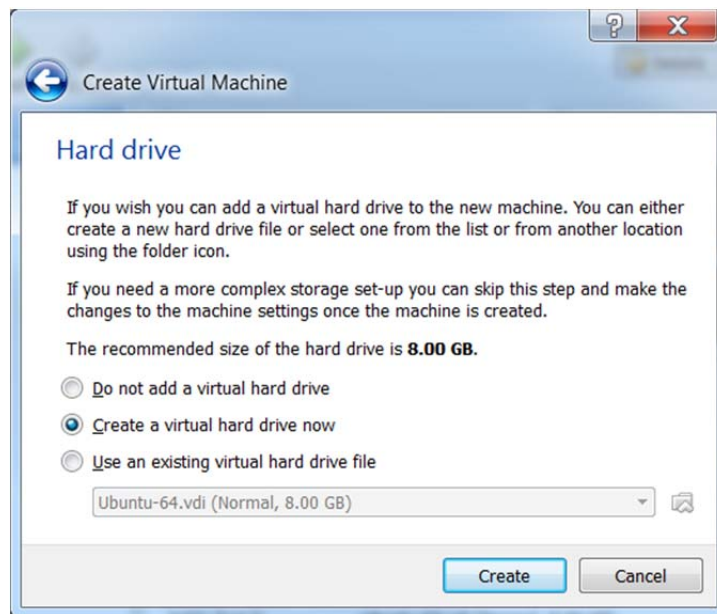 Create Virtual Machine
Hard drive
If you wish you can add a virtual hard drive to the new machine. You can either
create a new hard drive file or select one from the list or from another location
using the folder icon.
If you need a more complex storage set-up you can skip this step and make the
changes to the machine settings once the machine is created.
The recommended size of the hard drive is 8.00 GB.
Do not add a virtual hard drive
Create a virtual hard drive now
Use an existing virtual hard drive file
Ubuntu-64.vdi (Normal, 8.00 GB)
Create Cancel